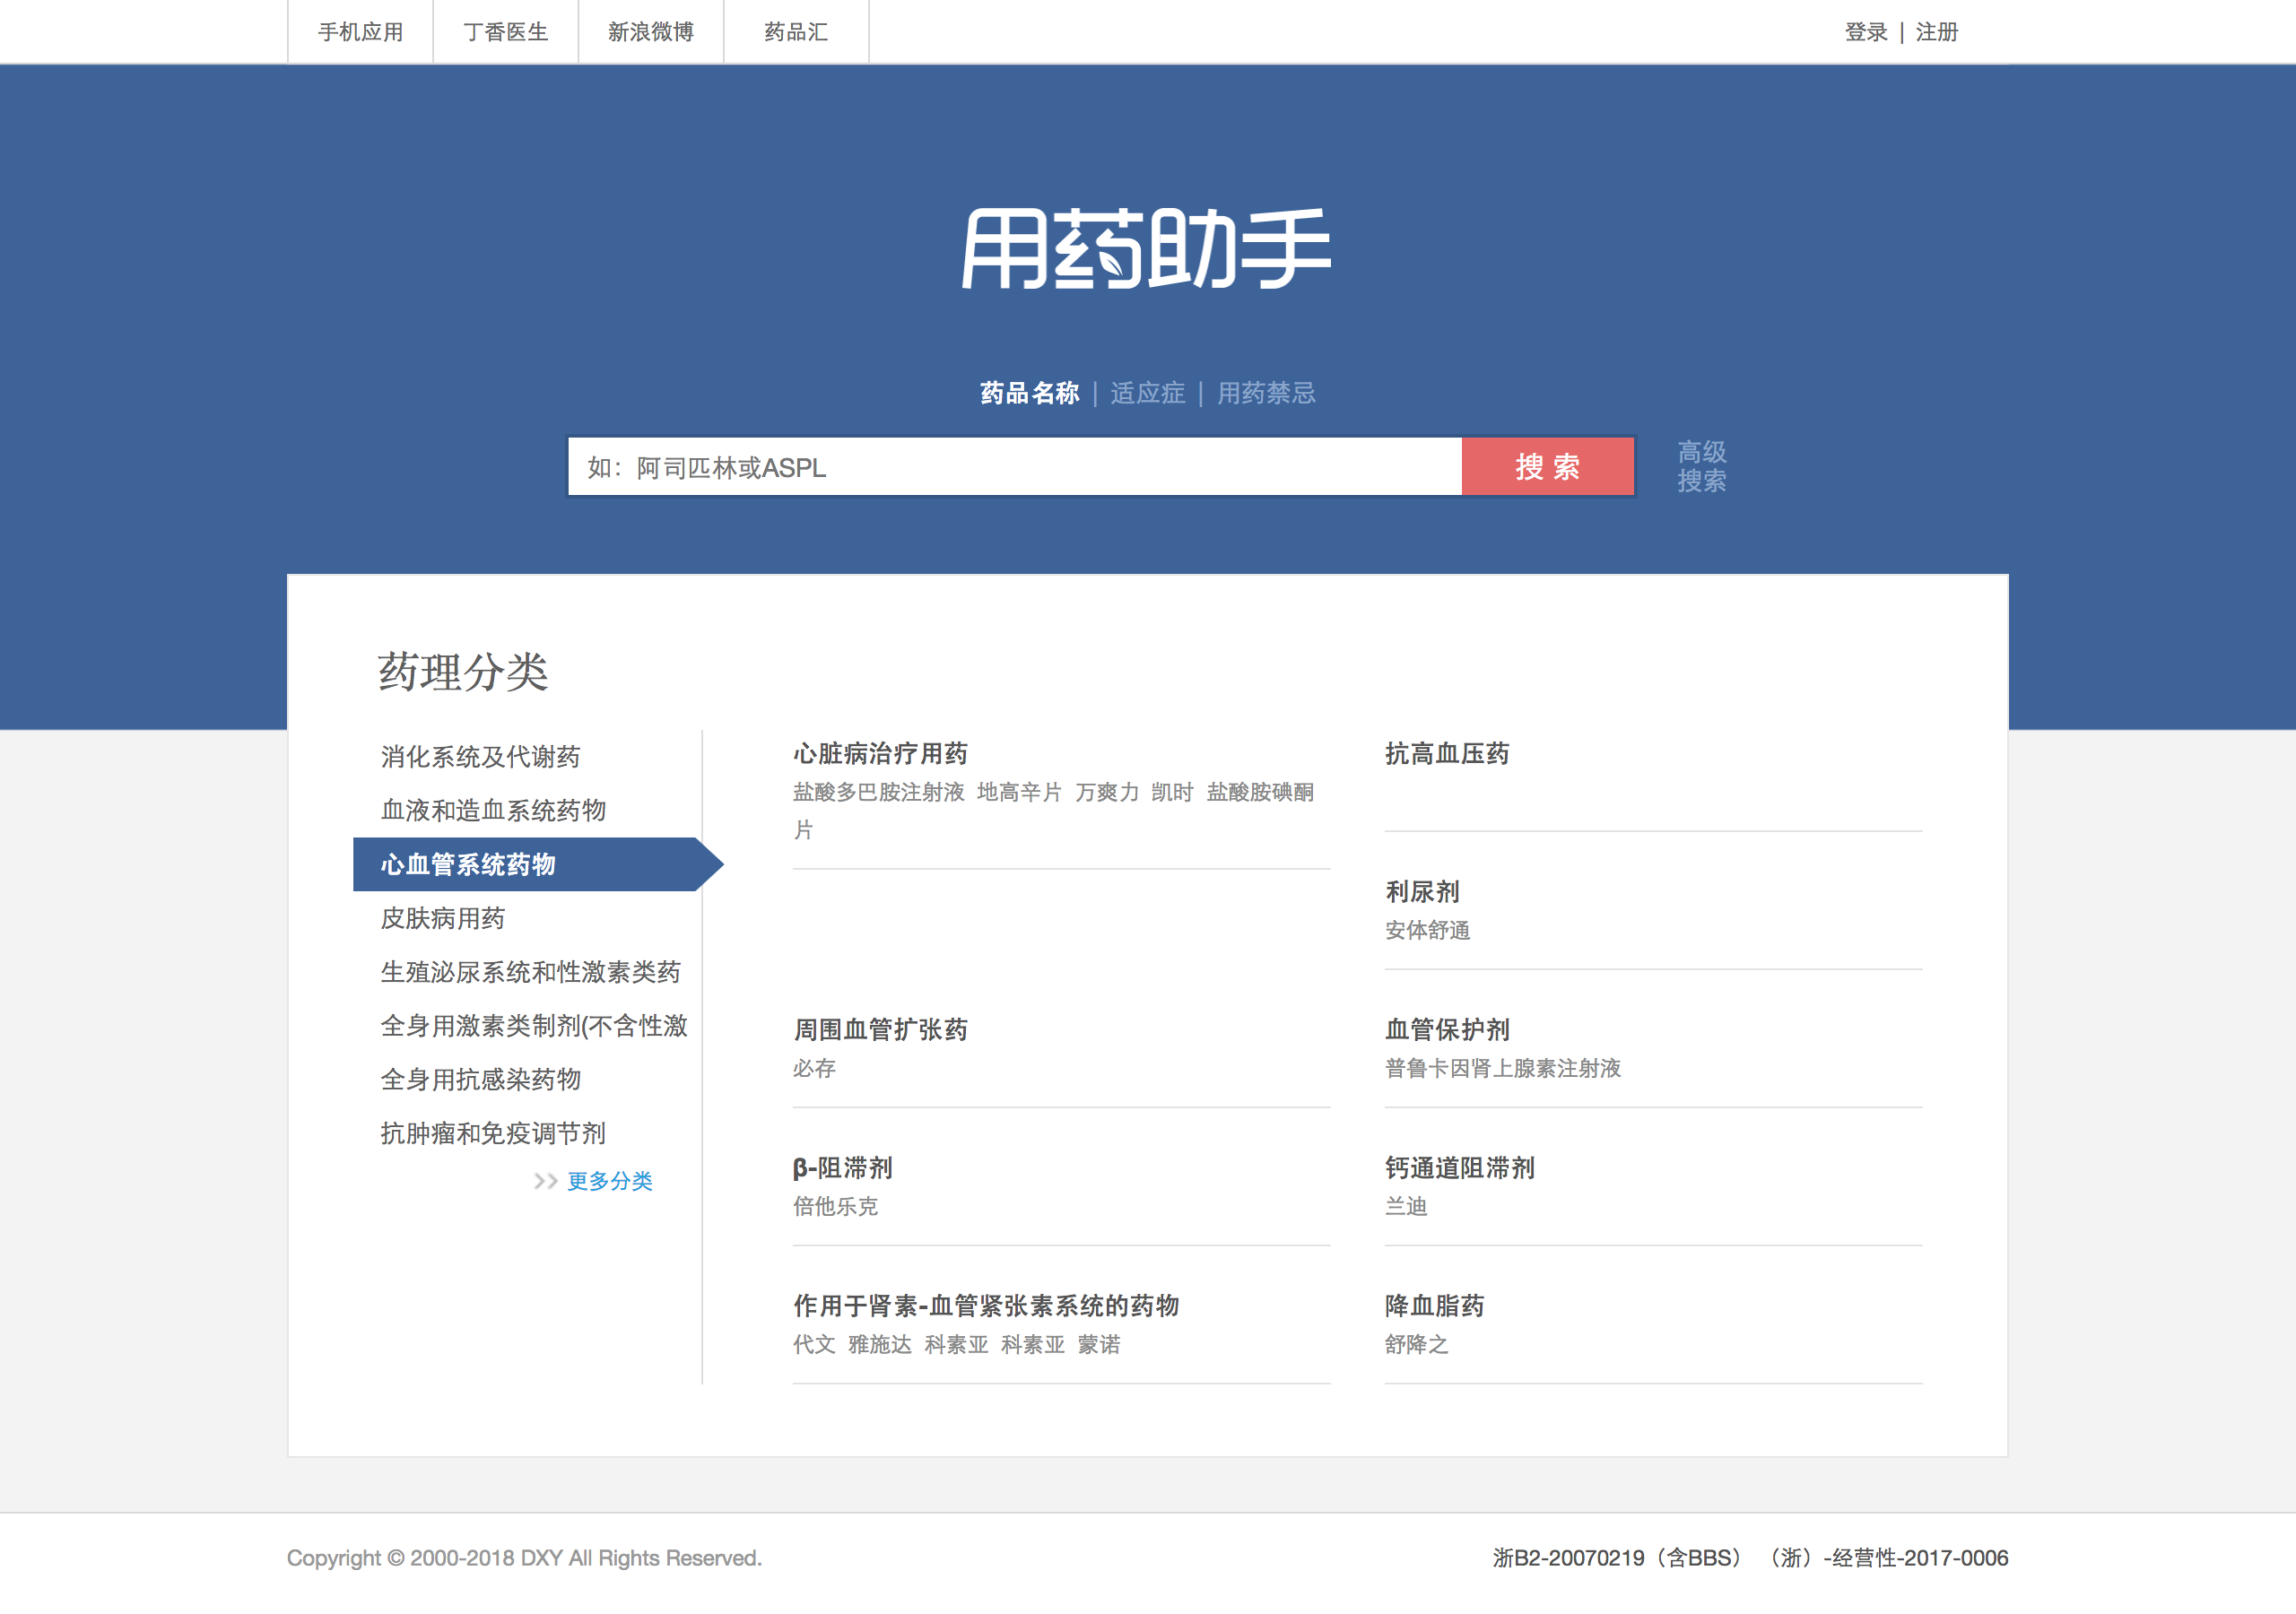 手机应用 丁香医生 新浪微博 药品汇 登录 | 注册
用药助手
药品名称 | 适应症 | 用药禁忌
如：阿司匹林或ASPL 搜 索 高级
搜索
药理分类
消化系统及代谢药
血液和造血系统药物
心血管系统药物
皮肤病用药
生殖泌尿系统和性激素类药
全身用激素类制剂(不含性激
全身用抗感染药物
抗肿瘤和免疫调节剂
>> 更多分类
心脏病治疗用药
盐酸多巴胺注射液 地高辛片 万爽力 凯时 盐酸胺碘酮
片
抗高血压药
利尿剂
安体舒通
周围血管扩张药
必存
血管保护剂
普鲁卡因肾上腺素注射液
β-阻滞剂
倍他乐克
钙通道阻滞剂
兰迪
作用于肾素-血管紧张素系统的药物
代文 雅施达 科素亚 科素亚 蒙诺
降血脂药
舒降之
Copyright © 2000-2018 DXY All Rights Reserved. 浙B2-20070219（含BBS） （浙）-经营性-2017-0006